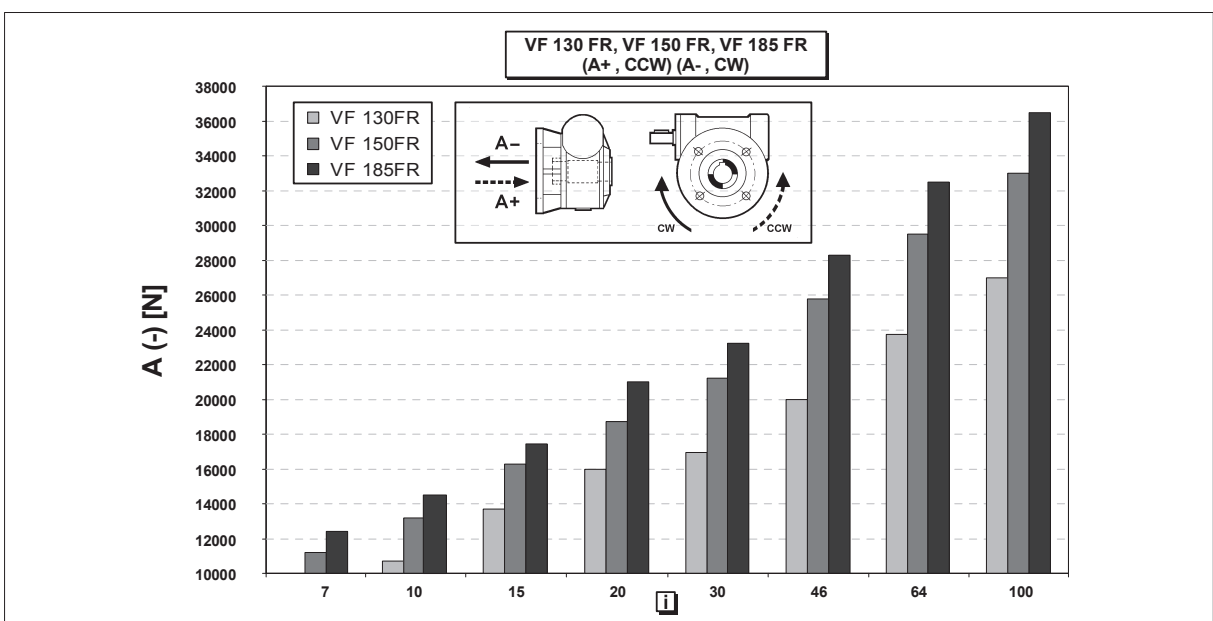 VF 130 FR, VF 150 FR, VF 185 FR
(A+ , CCW) (A- , CW)
38000
36000
34000
32000
30000
28000
26000
24000
22000
20000
18000
16000
14000
12000
10000
A (-) [N]
VF 130FR
VF 150FR
VF 185FR
A–
A+
CW
CCW
7
10
15
20
30
46
64
100
i